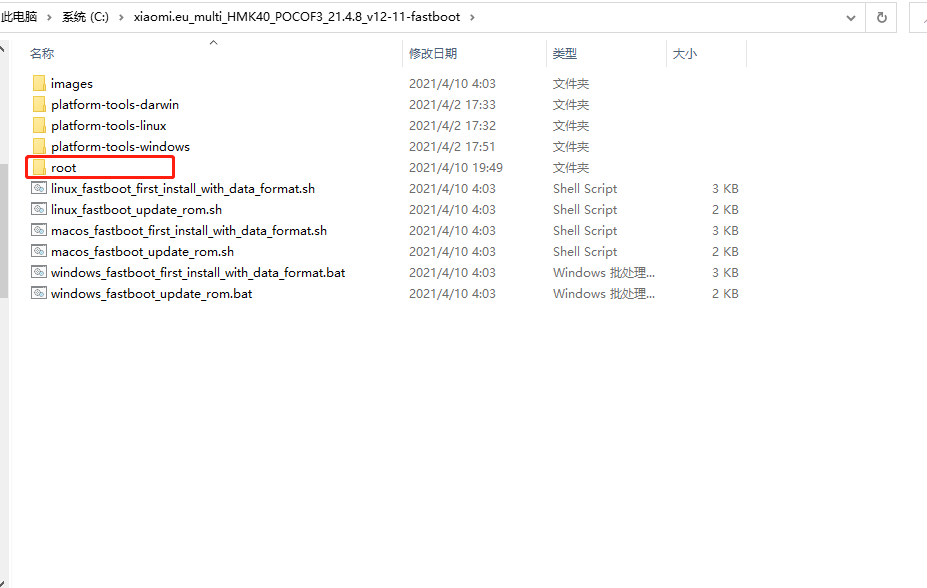 此电脑 系统 (C:) xiaomi.eu_multi_HMK40_POCOF3_21.4.8_v12-11-fastboot
名称 修改日期 类型 大小
images 2021/4/10 4:03 文件夹
platform-tools-darwin 2021/4/2 17:33 文件夹
platform-tools-linux 2021/4/2 17:32 文件夹
platform-tools-windows 2021/4/2 17:51 文件夹
root 2021/4/10 19:49 文件夹
linux_fastboot_first_install_with_data_format.sh 2021/4/10 4:03 Shell Script 3 KB
linux_fastboot_update_rom.sh 2021/4/10 4:03 Shell Script 2 KB
macos_fastboot_first_install_with_data_format.sh 2021/4/10 4:03 Shell Script 3 KB
macos_fastboot_update_rom.sh 2021/4/10 4:03 Shell Script 2 KB
windows_fastboot_first_install_with_data_format.bat 2021/4/10 4:03 Windows 批处理... 3 KB
windows_fastboot_update_rom.bat 2021/4/10 4:03 Windows 批处理... 2 KB